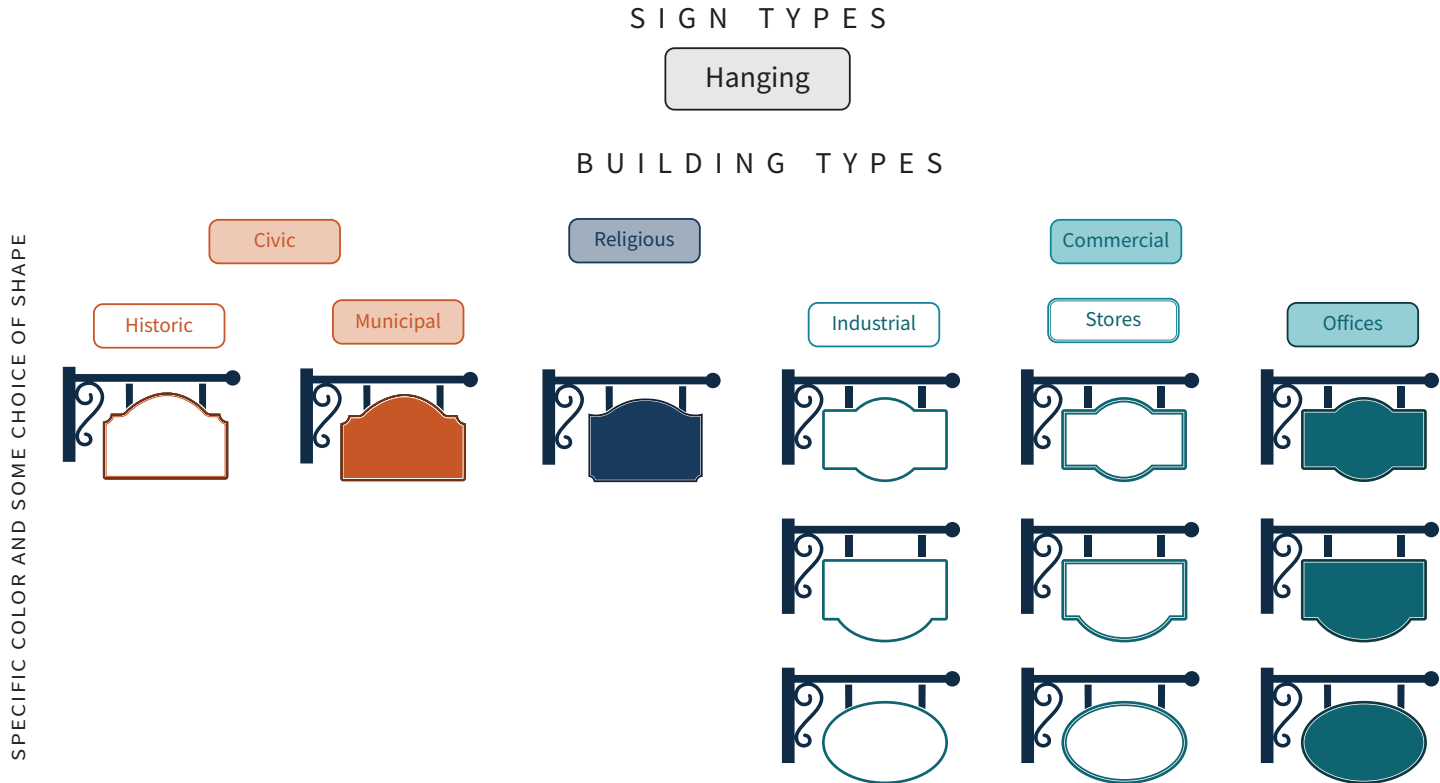 SIGN TYPES
Hanging
BUILDING TYPES
Civic
Religious
Commercial
Historic
Municipal
Industrial
Stores
Offices
SPECIFIC COLOR AND SOME CHOICE OF SHAPE